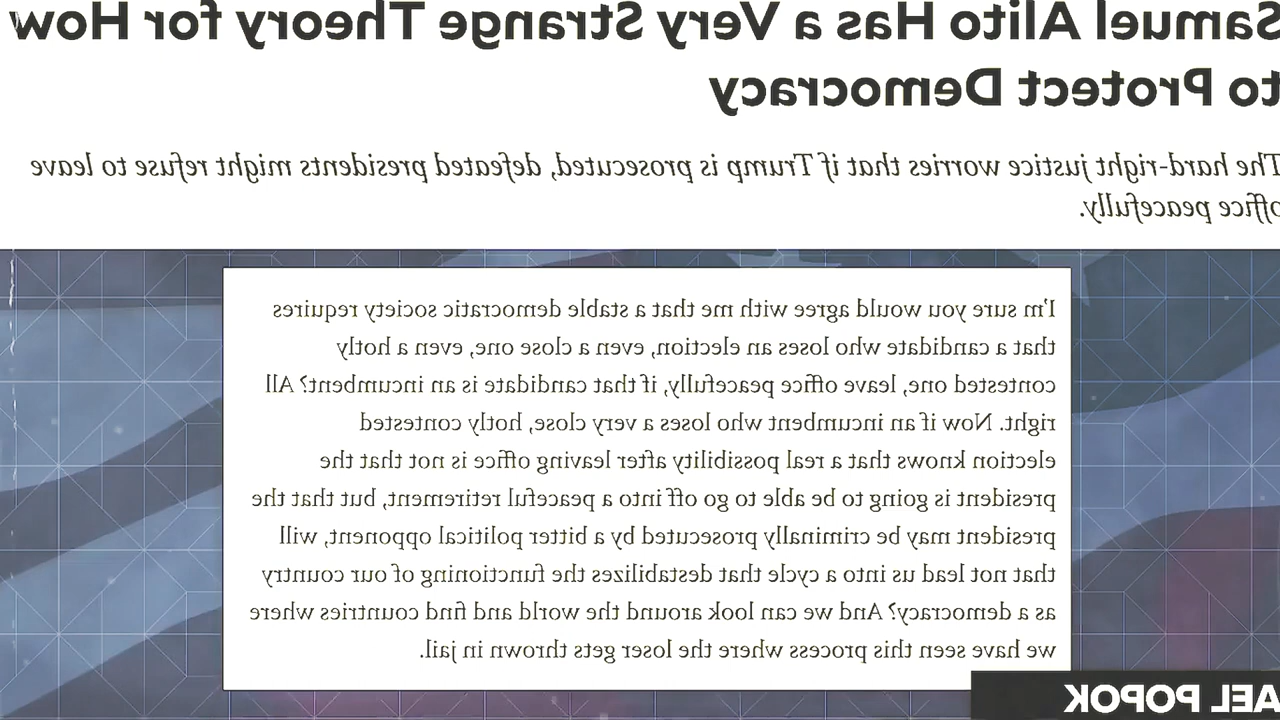 Samuel Alito Has a Very Strange Theory for How
to Protect Democracy
The hard-right justice worries that if Trump is prosecuted, defeated presidents might refuse to leave
office peacefully.
I'm sure you would agree with me that a stable democratic society requires
that a candidate who loses an election, even a close one, even a hotly
contested one, leave office peacefully, if that candidate is an incumbent? All
right. Now if an incumbent who loses a very close, hotly contested
election knows that a real possibility after leaving office is not that the
president is going to be able to go off into a peaceful retirement, but that the
president may be criminally prosecuted by a bitter political opponent, will
that not lead us into a cycle that destabilizes the functioning of our country
as a democracy? And we can look around the world and find countries where
we have seen this process where the loser gets thrown in jail.
AEL POPOK